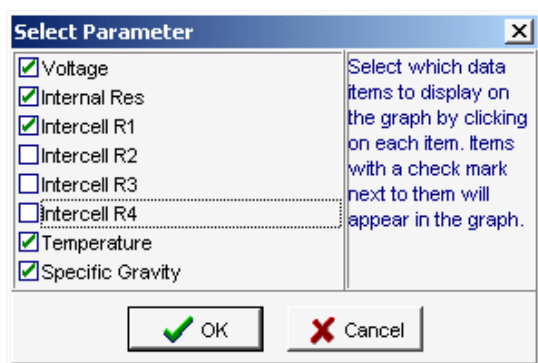 Select Parameter
Voltage
Internal Res
Intercell R1
Intercell R2
Intercell R3
Intercell R4
Temperature
Specific Gravity
Select which data
items to display on
the graph by clicking
on each item. Items
with a check mark
next to them will
appear in the graph.
OK
Cancel